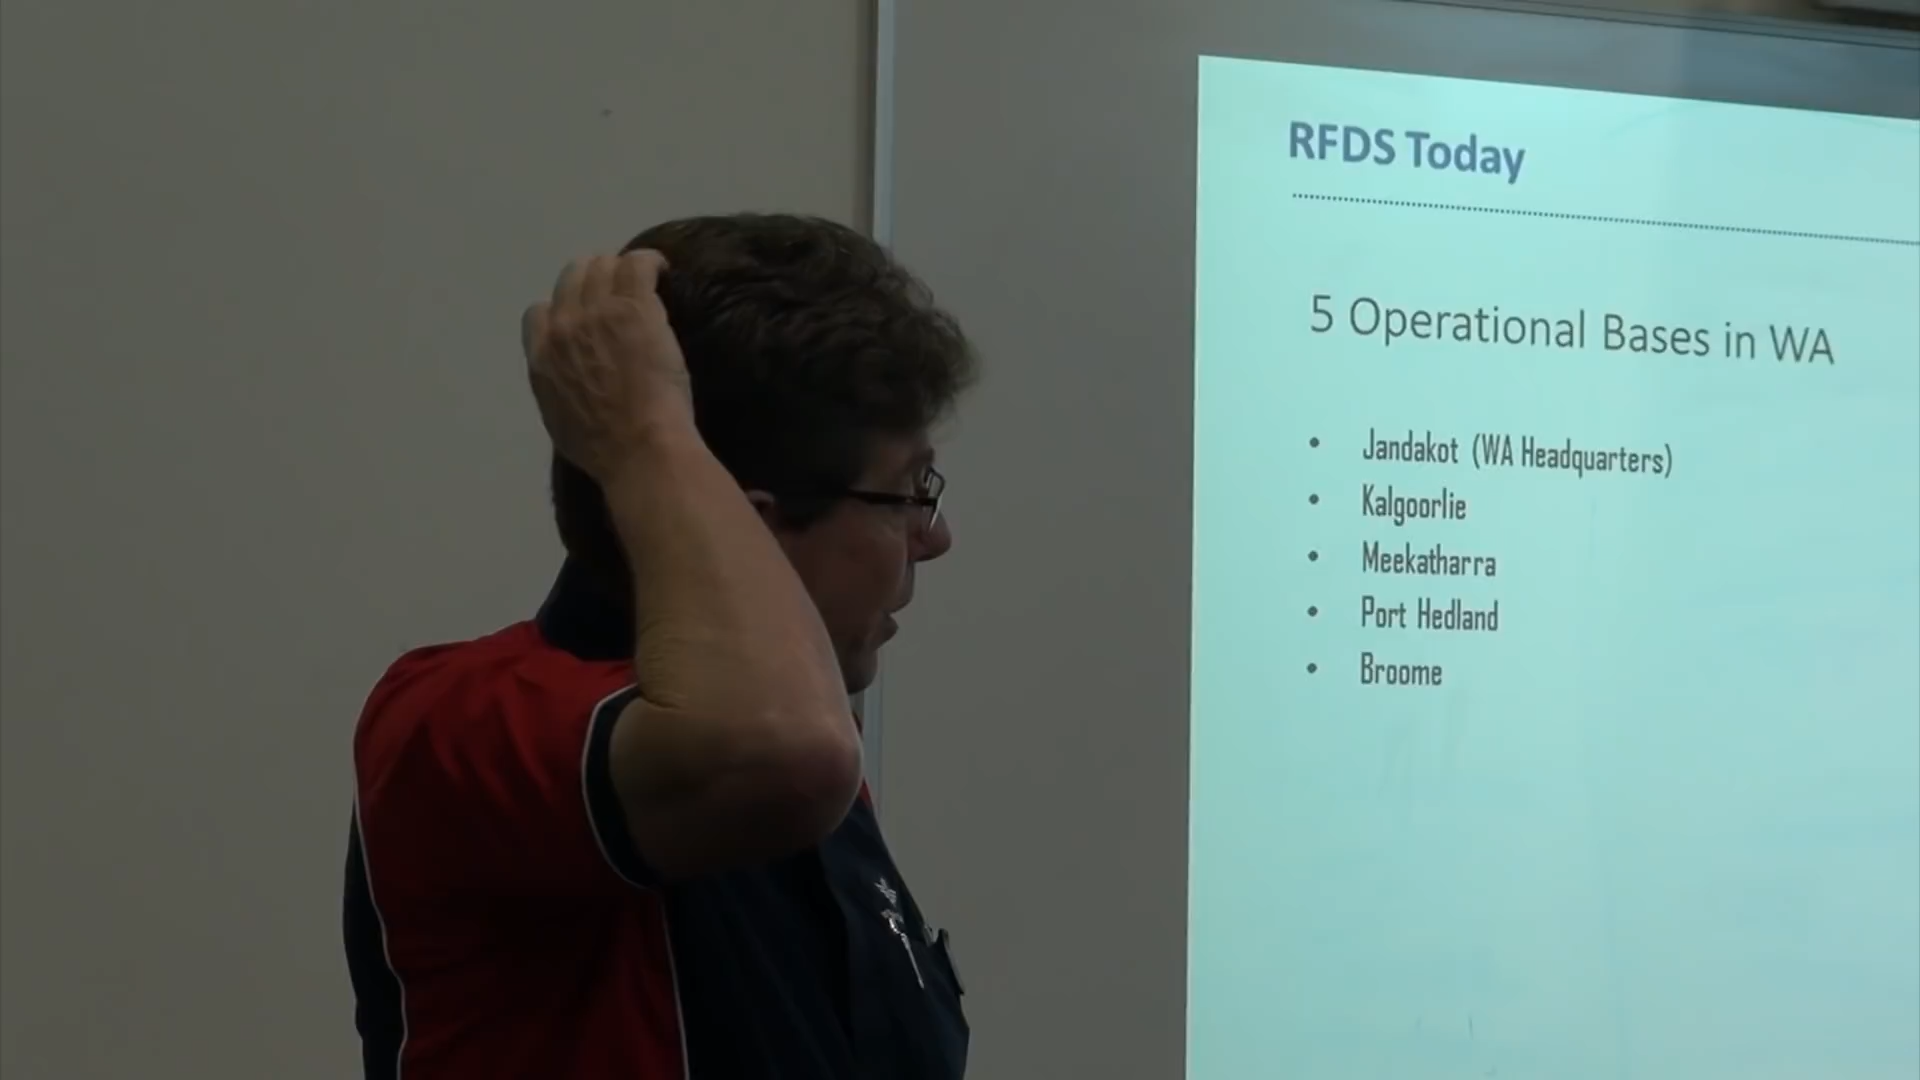 RFDS Today
5 Operational Bases in WA
• Jandakot (WA Headquarters)
• Kalgoorlie
• Meekatharra
• Port Hedland
• Broome